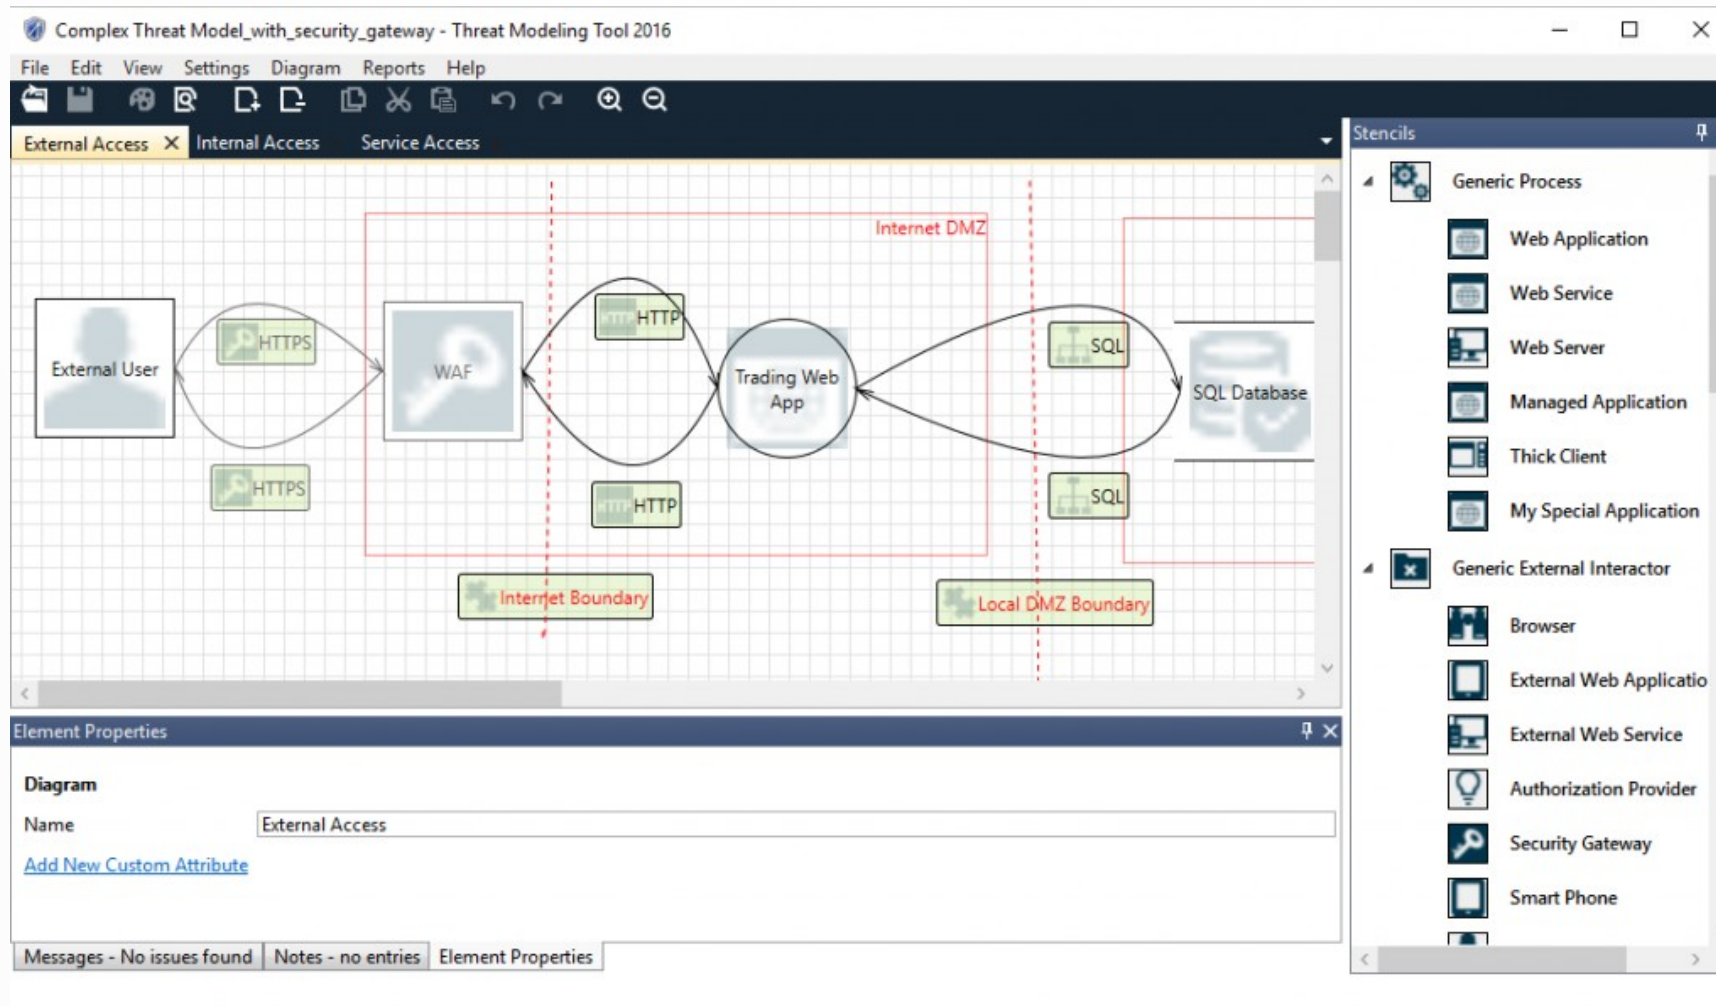 Complex Threat Model_with_security_gateway - Threat Modeling Tool 2016
File Edit View Settings Diagram Reports Help
External Access Internal Access Service Access
Internet DMZ
External User
HTTPS
HTTPS
WAF
HTTP
HTTP
Trading Web
App
SQL
SQL
SQL Database
Internet Boundary
Local DMZ Boundary
Stencils
Generic Process
Web Application
Web Service
Web Server
Managed Application
Thick Client
My Special Application
Generic External Interactor
Browser
External Web Applicatio
External Web Service
Authorization Provider
Security Gateway
Smart Phone
Element Properties
Diagram
Name External Access
Add New Custom Attribute
Messages - No issues found Notes - no entries Element Properties